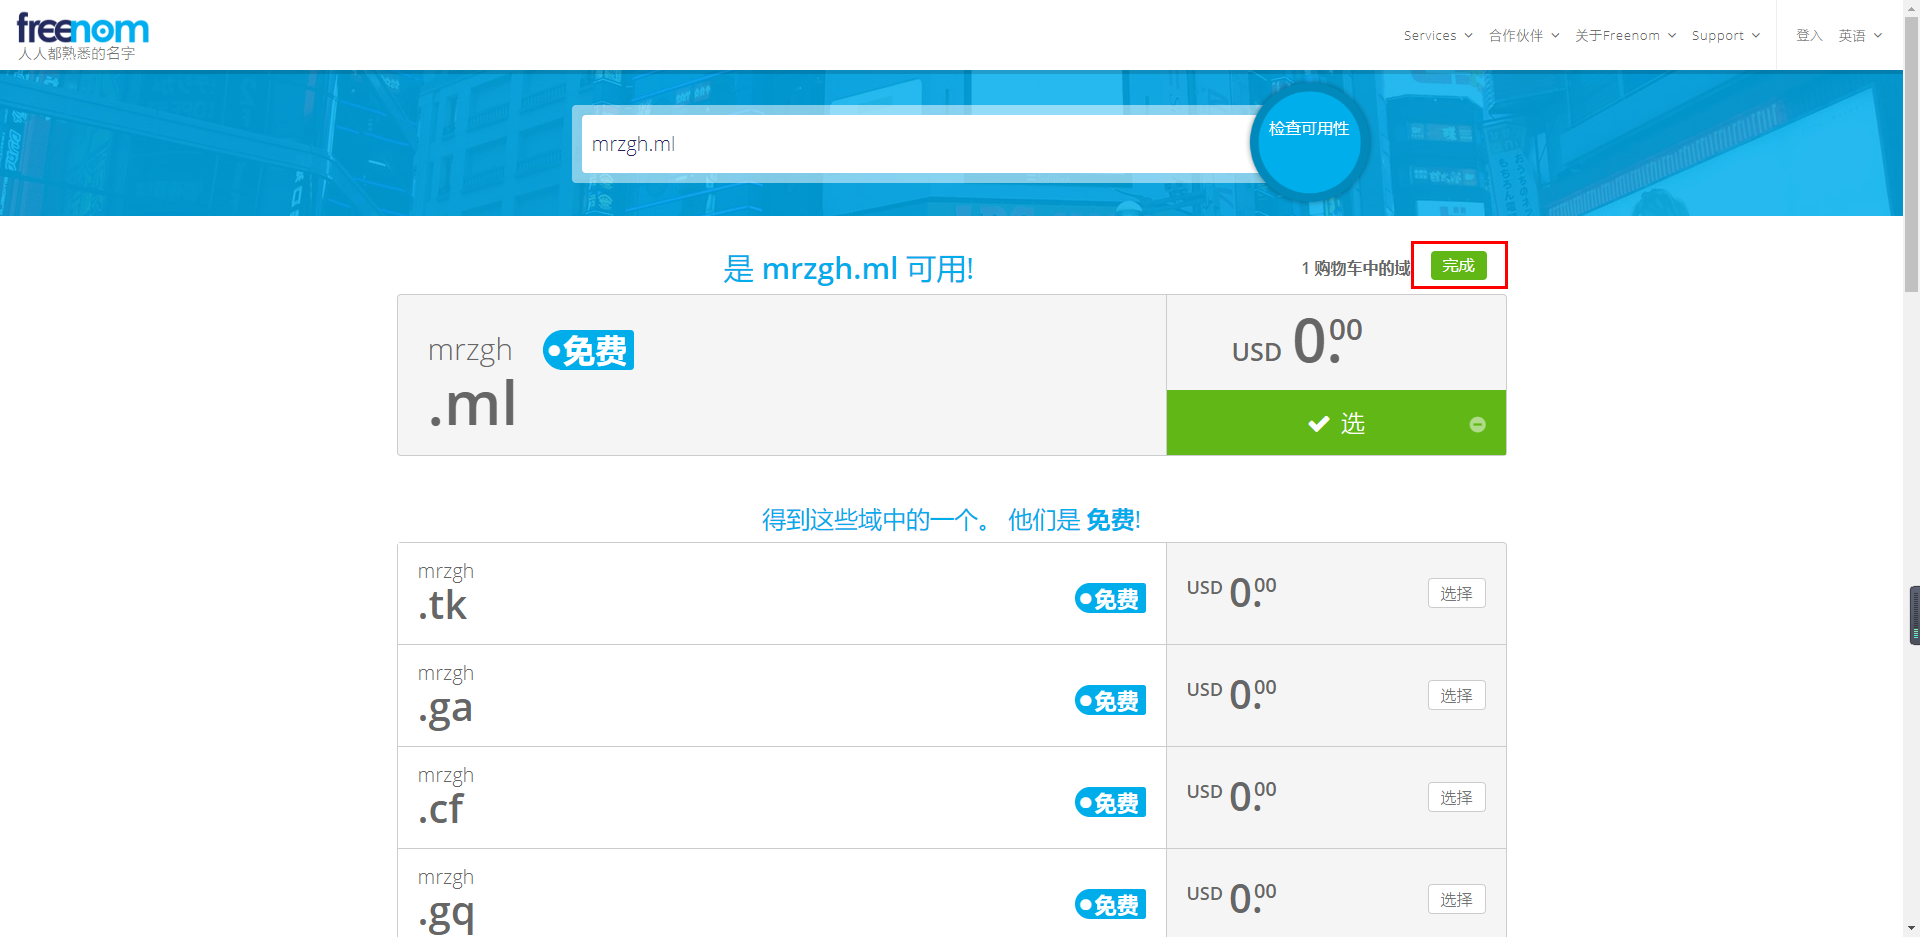 freenom
人人都熟悉的名字
Services 合作伙伴 关于Freenom Support 登入 英语
mrzgh.ml
检查可用性
是 mrzgh.ml 可用!
1 购物车中的域
完成
mrzgh
免费
.ml
USD 0.00
选
得到这些域中的一个。 他们是 免费!
mrzgh
.tk
免费
USD 0.00
选择
mrzgh
.ga
免费
USD 0.00
选择
mrzgh
.cf
免费
USD 0.00
选择
mrzgh
.gq
免费
USD 0.00
选择